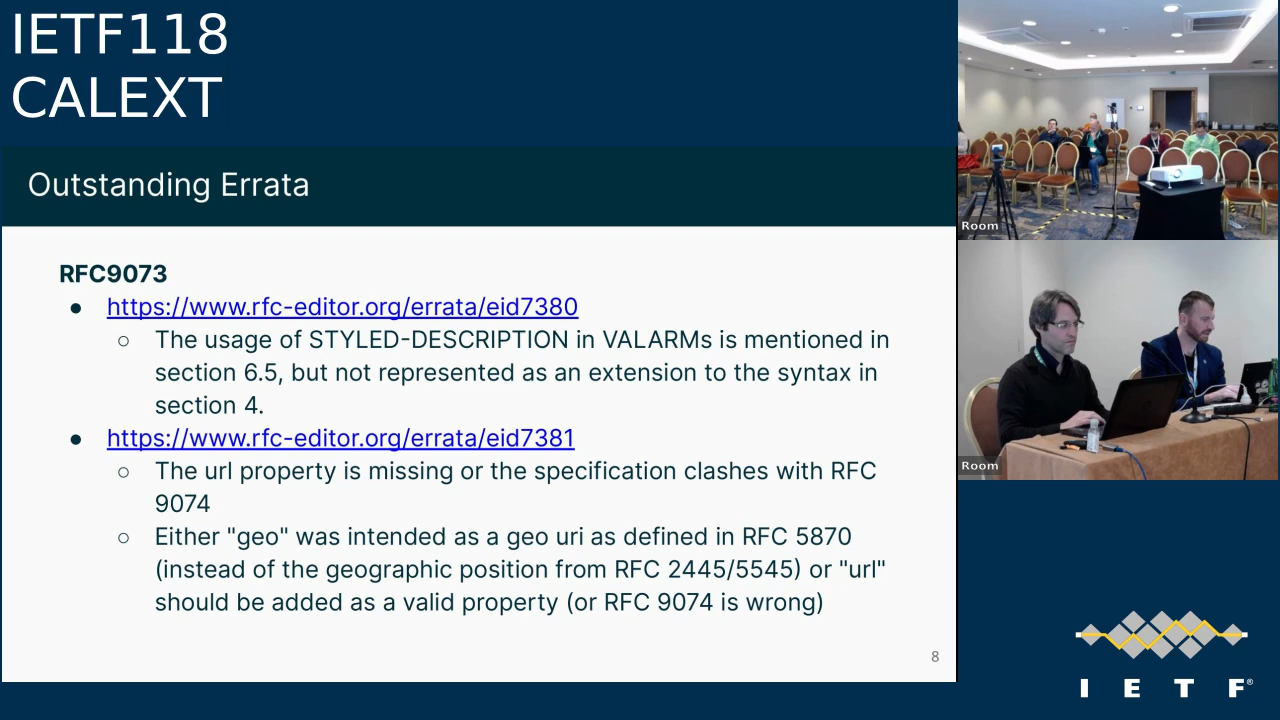 IETF118
CALEXT
Outstanding Errata
RFC9073
● https://www.rfc-editor.org/errata/eid7380
○ The usage of STYLED-DESCRIPTION in VALARMs is mentioned in
section 6.5, but not represented as an extension to the syntax in
section 4.
● https://www.rfc-editor.org/errata/eid7381
○ The url property is missing or the specification clashes with RFC
9074
○ Either "geo" was intended as a geo uri as defined in RFC 5870
(instead of the geographic position from RFC 2445/5545) or "url"
should be added as a valid property (or RFC 9074 is wrong)
8
Room
Room
I E T F®